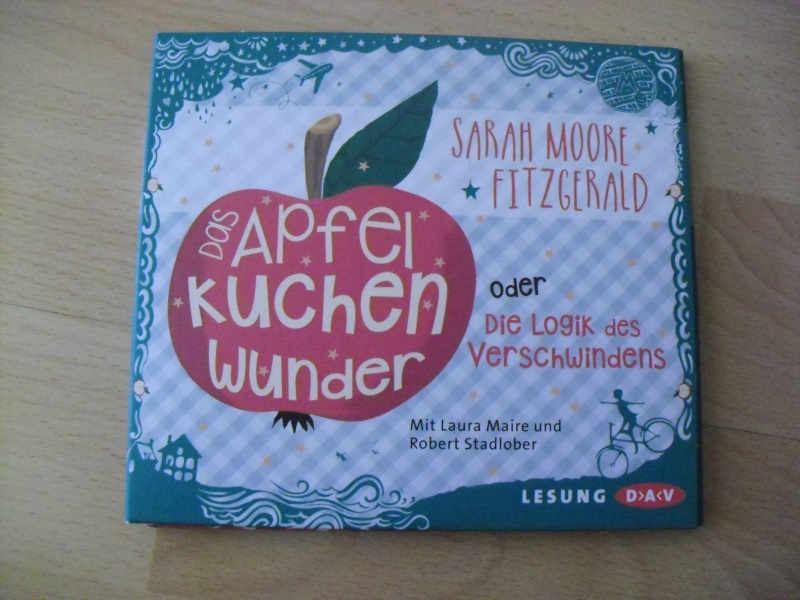 SARAH MOORE
FITZGERALD
Das
Apfel
kuchen
wunder
oder
Die Logik des
Verschwindens
Mit Laura Maire und
Robert Stadlober
LESUNG D>A<V